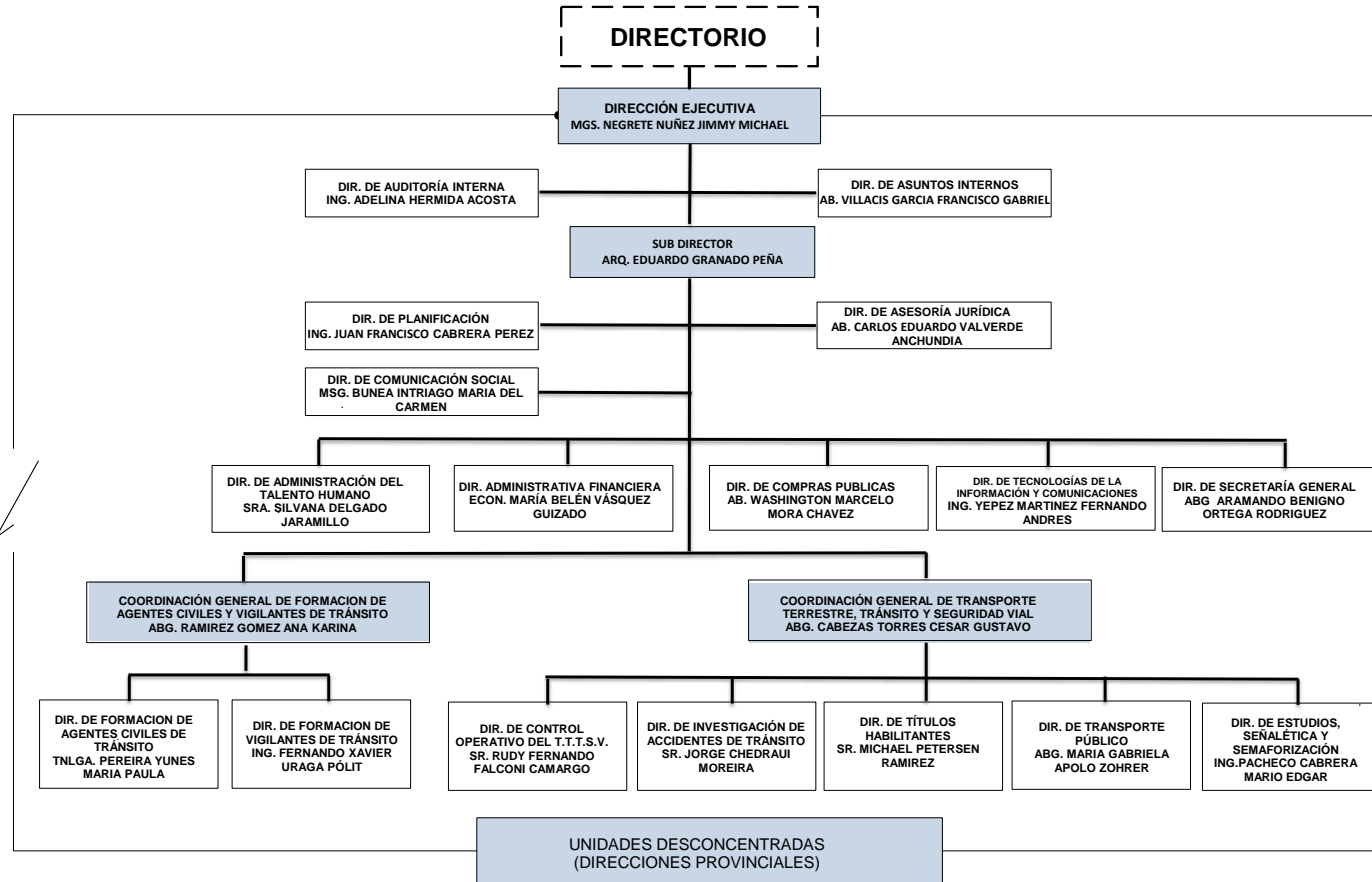 DIRECTORIO
DIRECCIÓN EJECUTIVA
MGS. NEGRETE NUÑEZ JIMMY MICHAEL
DIR. DE AUDITORÍA INTERNA
ING. ADELINA HERMIDA ACOSTA
DIR. DE ASUNTOS INTERNOS
AB. VILLACIS GARCIA FRANCISCO GABRIEL
SUB DIRECTOR
ARQ. EDUARDO GRANADO PEÑA
DIR. DE PLANIFICACIÓN
ING. JUAN FRANCISCO CABRERA PEREZ
DIR. DE ASESORÍA JURÍDICA
AB. CARLOS EDUARDO VALVERDE
ANCHUNDIA
DIR. DE COMUNICACIÓN SOCIAL
MSG. BUNEA INTRIAGO MARIA DEL
CARMEN
DIR. DE ADMINISTRACIÓN DEL
TALENTO HUMANO
SRA. SILVANA DELGADO
JARAMILLO
DIR. ADMINISTRATIVA FINANCIERA
ECON. MARÍA BELÉN VÁSQUEZ
GUIZADO
DIR. DE COMPRAS PUBLICAS
AB. WASHINGTON MARCELO
MORA CHAVEZ
DIR. DE TECNOLOGÍAS DE LA
INFORMACIÓN Y COMUNICACIONES
ING. YEPEZ MARTINEZ FERNANDO
ANDRES
DIR. DE SECRETARÍA GENERAL
ABG ARAMANDO BENIGNO
ORTEGA RODRIGUEZ
COORDINACIÓN GENERAL DE FORMACION DE
AGENTES CIVILES Y VIGILANTES DE TRÁNSITO
ABG. RAMIREZ GOMEZ ANA KARINA
COORDINACIÓN GENERAL DE TRANSPORTE
TERRESTRE, TRÁNSITO Y SEGURIDAD VIAL
ABG. CABEZAS TORRES CESAR GUSTAVO
DIR. DE FORMACION DE
AGENTES CIVILES DE
TRÁNSITO
TNLGA. PEREIRA YUNES
MARIA PAULA
DIR. DE FORMACION DE
VIGILANTES DE TRÁNSITO
ING. FERNANDO XAVIER
URAGA PÓLIT
DIR. DE CONTROL
OPERATIVO DEL T.T.T.S.V.
SR. RUDY FERNANDO
FALCONI CAMARGO
DIR. DE INVESTIGACIÓN DE
ACCIDENTES DE TRÁNSITO
SR. JORGE CHEDRAUI
MOREIRA
DIR. DE TÍTULOS
HABILITANTES
SR. MICHAEL PETERSEN
RAMIREZ
DIR. DE TRANSPORTE
PÚBLICO
ABG. MARIA GABRIELA
APOLO ZOHRER
DIR. DE ESTUDIOS,
SEÑALÉTICA Y
SEMAFORIZACIÓN
ING.PACHECO CABRERA
MARIO EDGAR
UNIDADES DESCONCENTRADAS
(DIRECCIONES PROVINCIALES)